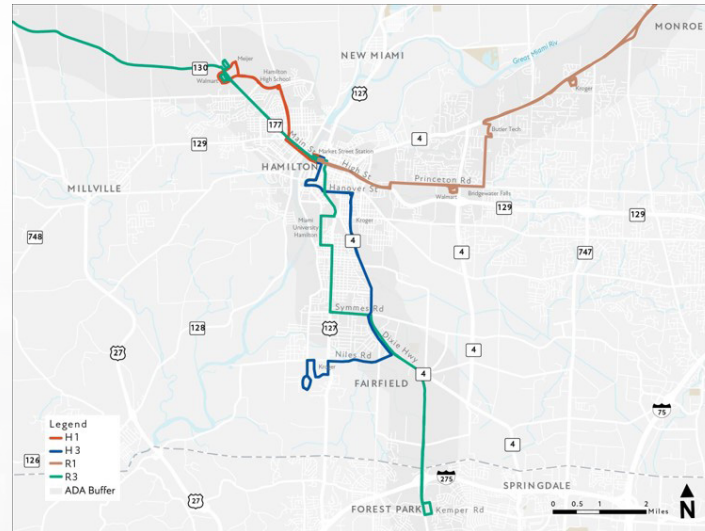 MONROE
NEW MIAMI
Great Miami Riv
130
Meijer
Walmart
Hamilton
High School
127
Kroger
177
4
Butler Tech
129
Main St
Market Street Station
HAMILTON
High St
Princeton Rd
MILLVILLE
Hanover St
Walmart
Bridgewater Falls
129
129
Miami
University
Hamilton
Kroger
748
4
4
747
Symmes Rd
128
127
Dixie Hwy
27
Niles Rd
4
Kroger
4
FAIRFIELD
75
Legend
H1
H3
R1
R3
ADA Buffer
4
126
275
27
SPRINGDALE
FOREST PARK
Kemper Rd
N
0 0.5 1 2
Miles